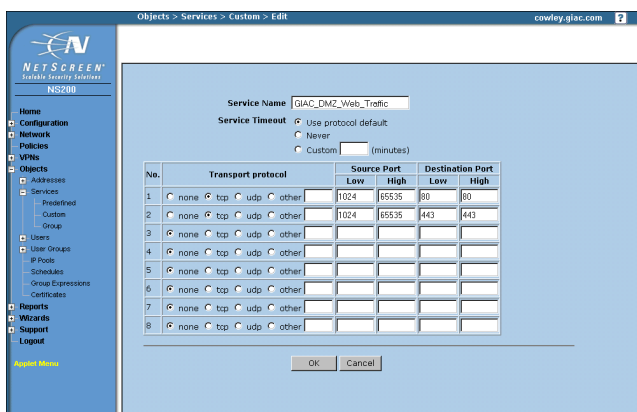 Objects > Services > Custom > Edit
cowley.giac.com ?
N
NETSCREEN
Scalable Security Solutions
NS200
Home
Configuration
Network
Policies
VPNs
Objects
Addresses
Services
Predefined
Custom
Group
Users
User Groups
IP Pools
Schedules
Group Expressions
Certificates
Reports
Wizards
Support
Logout
Applet Menu
Service Name GIAC_DMZ_Web_Traffic
Service Timeout Use protocol default
Never
Custom (minutes)
No. Transport protocol Source Port Destination Port
Low High Low High
1 none tcp udp other 1024 65535 80 80
2 none tcp udp other 1024 65535 443 443
3 none tcp udp other
4 none tcp udp other
5 none tcp udp other
6 none tcp udp other
7 none tcp udp other
8 none tcp udp other
OK Cancel